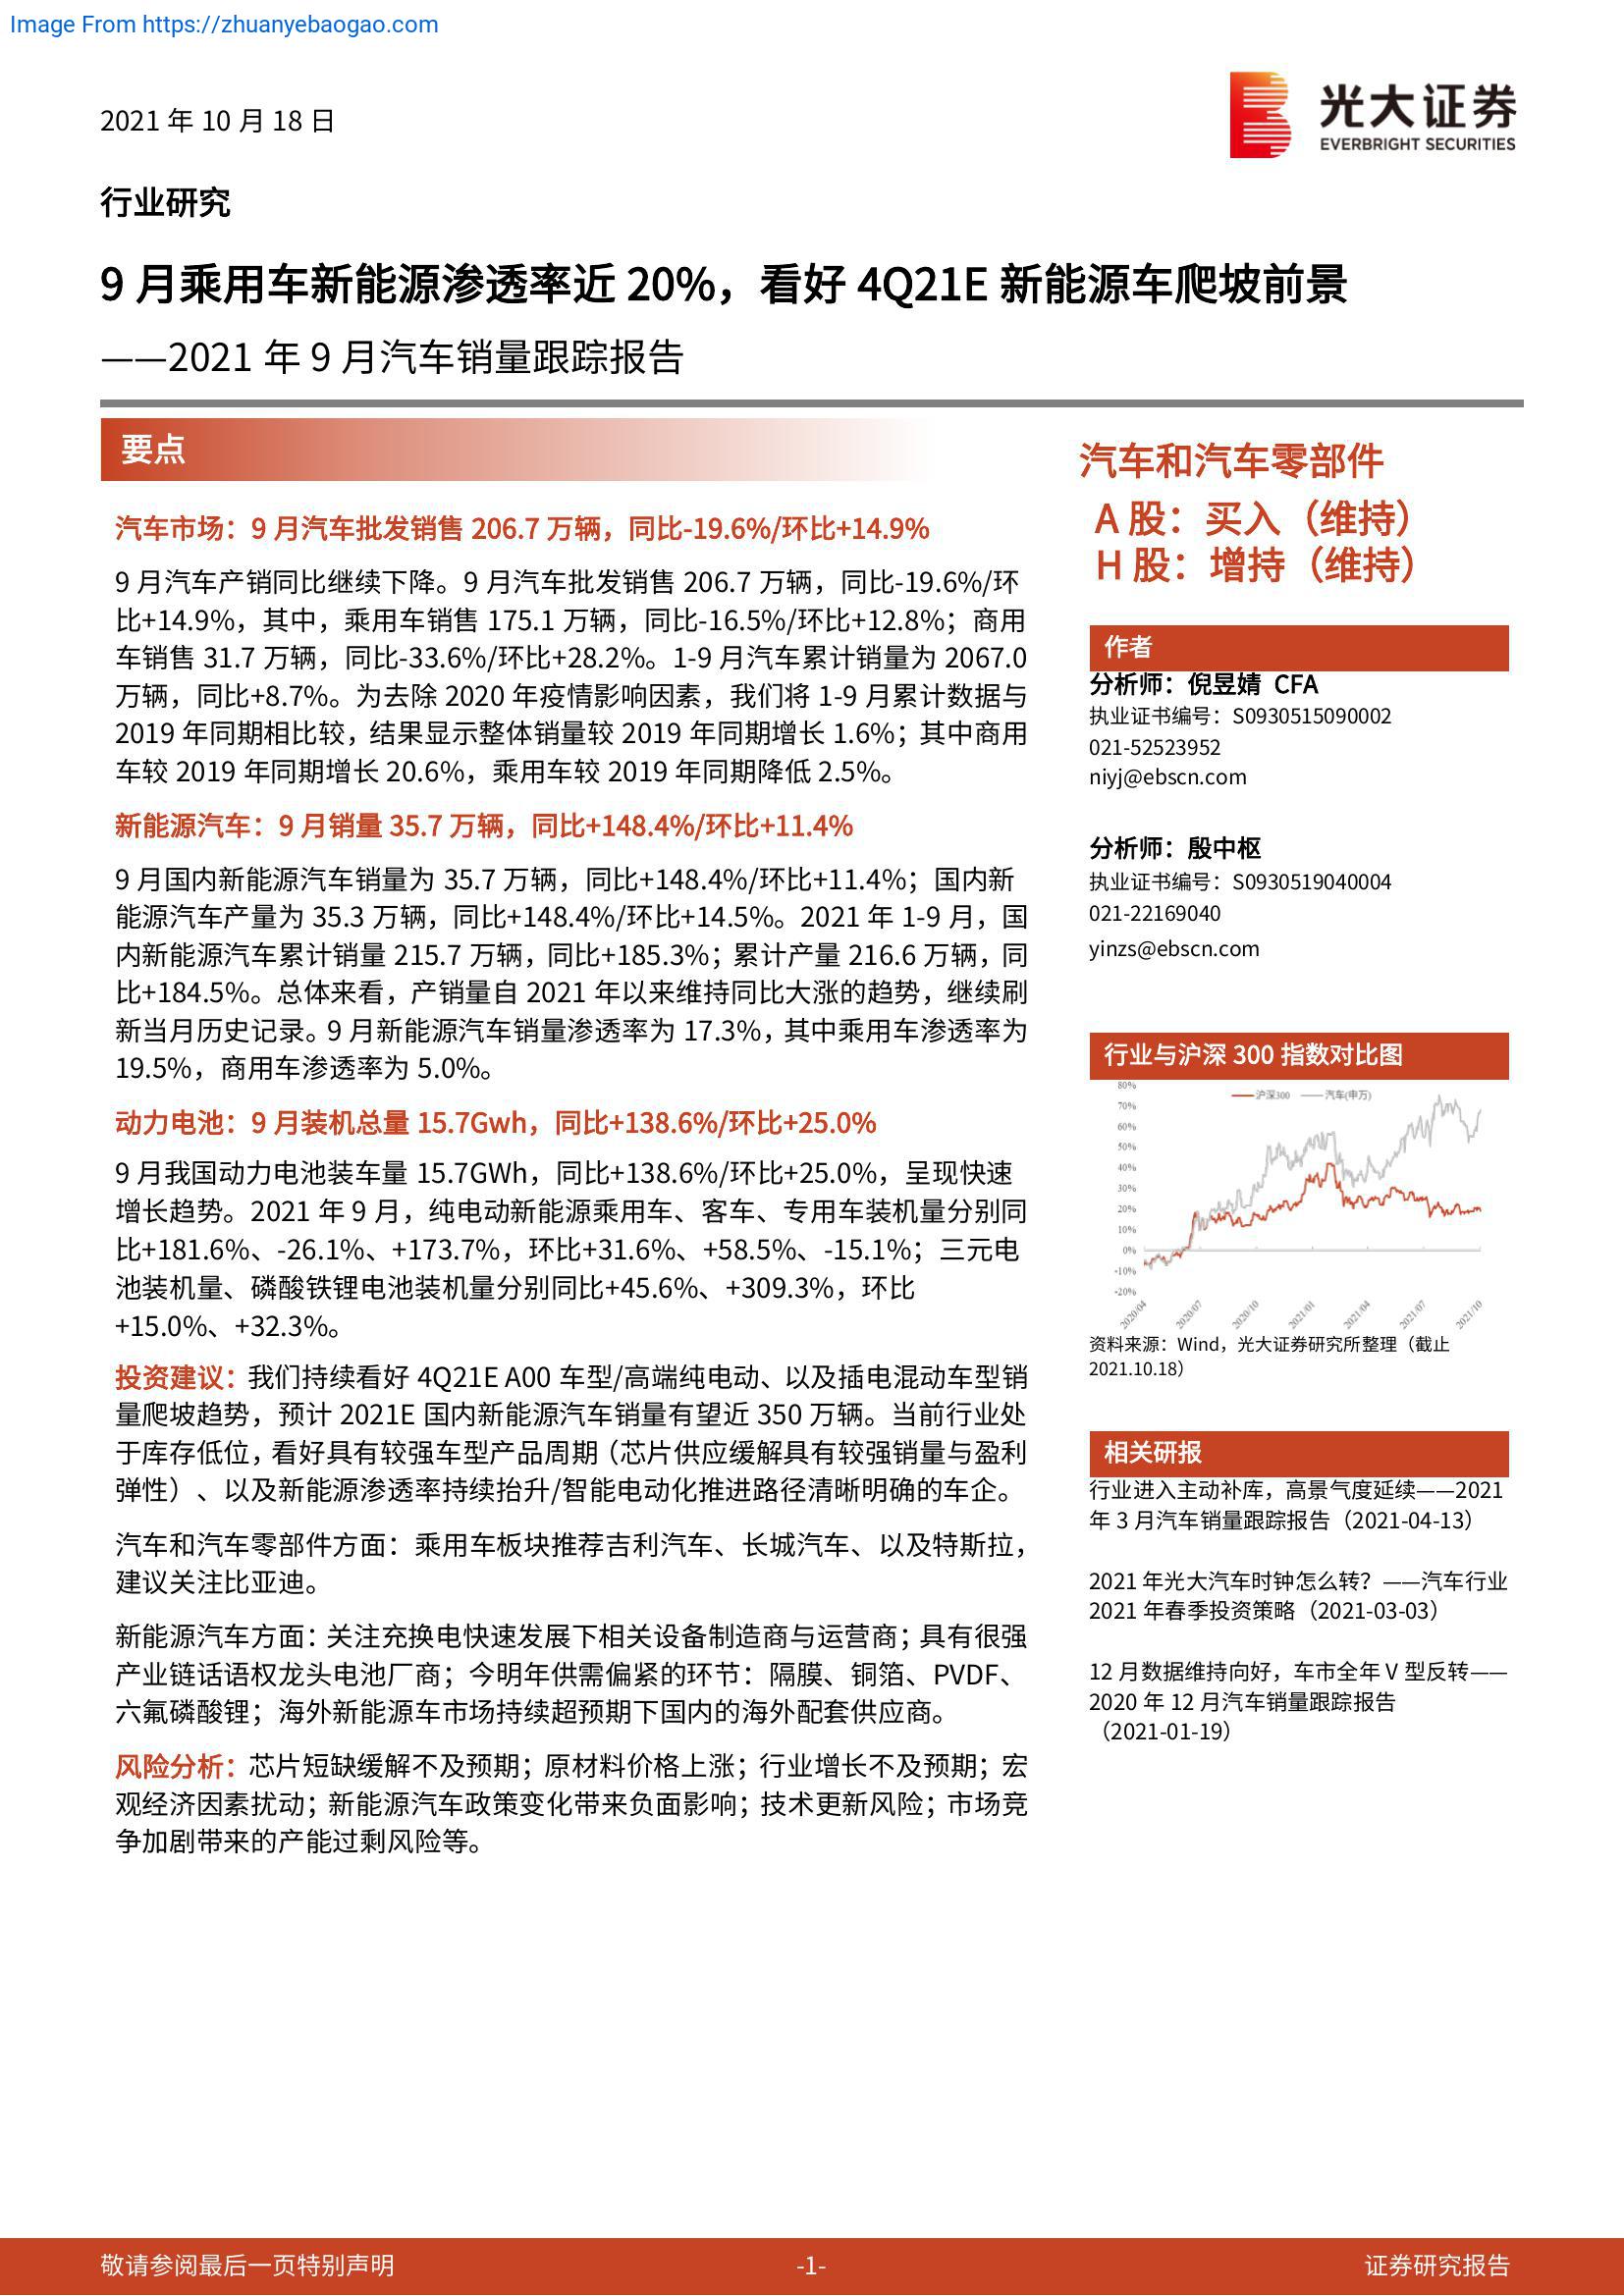 Image From https://zhuanyebaogao.com
2021 年 10 月 18 日
光大证券
EVERBRIGHT SECURITIES
行业研究
9 月乘用车新能源渗透率近 20%，看好 4Q21E 新能源车爬坡前景
——2021 年 9 月汽车销量跟踪报告
要点
汽车市场：9 月汽车批发销售 206.7 万辆，同比-19.6%/环比+14.9%
9 月汽车产销同比继续下降。9 月汽车批发销售 206.7 万辆，同比-19.6%/环
比+14.9%，其中，乘用车销售 175.1 万辆，同比-16.5%/环比+12.8%；商用
车销售 31.7 万辆，同比-33.6%/环比+28.2%。1-9 月汽车累计销量为 2067.0
万辆，同比+8.7%。为去除 2020 年疫情影响因素，我们将 1-9 月累计数据与
2019 年同期相比较，结果显示整体销量较 2019 年同期增长 1.6%；其中商用
车较 2019 年同期增长 20.6%，乘用车较 2019 年同期降低 2.5%。
新能源汽车：9 月销量 35.7 万辆，同比+148.4%/环比+11.4%
9 月国内新能源汽车销量为 35.7 万辆，同比+148.4%/环比+11.4%；国内新
能源汽车产量为 35.3 万辆，同比+148.4%/环比+14.5%。2021 年 1-9 月，国
内新能源汽车累计销量 215.7 万辆，同比+185.3%；累计产量 216.6 万辆，同
比+184.5%。总体来看，产销量自 2021 年以来维持同比大涨的趋势，继续刷
新当月历史记录。9 月新能源汽车销量渗透率为 17.3%，其中乘用车渗透率为
19.5%，商用车渗透率为 5.0%。
动力电池：9 月装机总量 15.7Gwh，同比+138.6%/环比+25.0%
9 月我国动力电池装车量 15.7GWh，同比+138.6%/环比+25.0%，呈现快速
增长趋势。2021 年 9 月，纯电动新能源乘用车、客车、专用车装机量分别同
比+181.6%、-26.1%、+173.7%，环比+31.6%、+58.5%、-15.1%；三元电
池装机量、磷酸铁锂电池装机量分别同比+45.6%、+309.3%，环比
+15.0%、+32.3%。
投资建议：我们持续看好 4Q21E A00 车型/高端纯电动、以及插电混动车型销
量爬坡趋势，预计 2021E 国内新能源汽车销量有望近 350 万辆。当前行业处
于库存低位，看好具有较强车型产品周期（芯片供应缓解具有较强销量与盈利
弹性）、以及新能源渗透率持续抬升/智能电动化推进路径清晰明确的车企。
汽车和汽车零部件方面：乘用车板块推荐吉利汽车、长城汽车、以及特斯拉，
建议关注比亚迪。
新能源汽车方面：关注充换电快速发展下相关设备制造商与运营商；具有很强
产业链话语权龙头电池厂商；今明年供需偏紧的环节：隔膜、铜箔、PVDF、
六氟磷酸锂；海外新能源车市场持续超预期下国内的海外配套供应商。
风险分析：芯片短缺缓解不及预期；原材料价格上涨；行业增长不及预期；宏
观经济因素扰动；新能源汽车政策变化带来负面影响；技术更新风险；市场竞
争加剧带来的产能过剩风险等。
汽车和汽车零部件
A 股：买入（维持）
H 股：增持（维持）
作者
分析师：倪昱婧 CFA
执业证书编号：S0930515090002
021-52523952
niyj@ebscn.com
分析师：殷中枢
执业证书编号：S0930519040004
021-22169040
yinzs@ebscn.com
行业与沪深 300 指数对比图
沪深300 汽车(申万)
80%
70%
60%
50%
40%
30%
20%
10%
0%
-10%
-20%
2020/04 2020/07 2020/10 2021/01 2021/04 2021/07 2021/10
资料来源：Wind，光大证券研究所整理（截止
2021.10.18）
相关研报
行业进入主动补库，高景气度延续——2021
年 3 月汽车销量跟踪报告（2021-04-13）
2021 年光大汽车时钟怎么转？——汽车行业
2021 年春季投资策略（2021-03-03）
12 月数据维持向好，车市全年 V 型反转——
2020 年 12 月汽车销量跟踪报告
（2021-01-19）
敬请参阅最后一页特别声明
-1-
证券研究报告